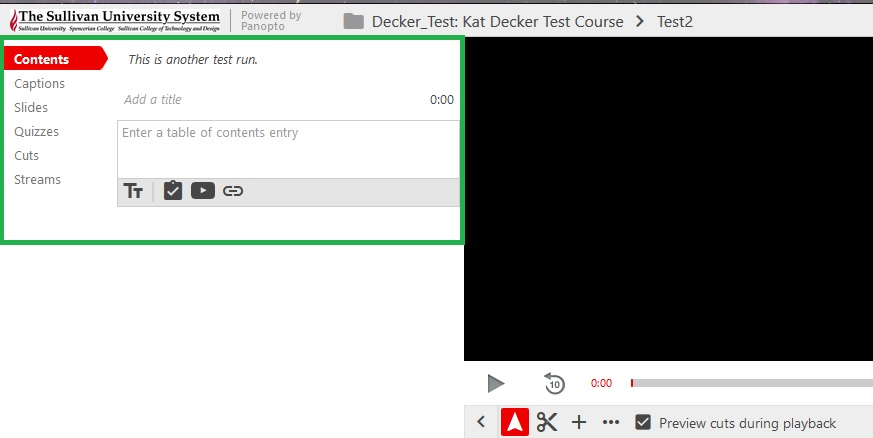 The Sullivan University System
Sullivan University Spencerian College Sullivan College of Technology and Design
Powered by
Panopto
Decker_Test: Kat Decker Test Course > Test2
Contents
This is another test run.
Captions
Add a title 0:00
Slides
Quizzes
Enter a table of contents entry
Cuts
Streams
TT
10
0:00
Preview cuts during playback